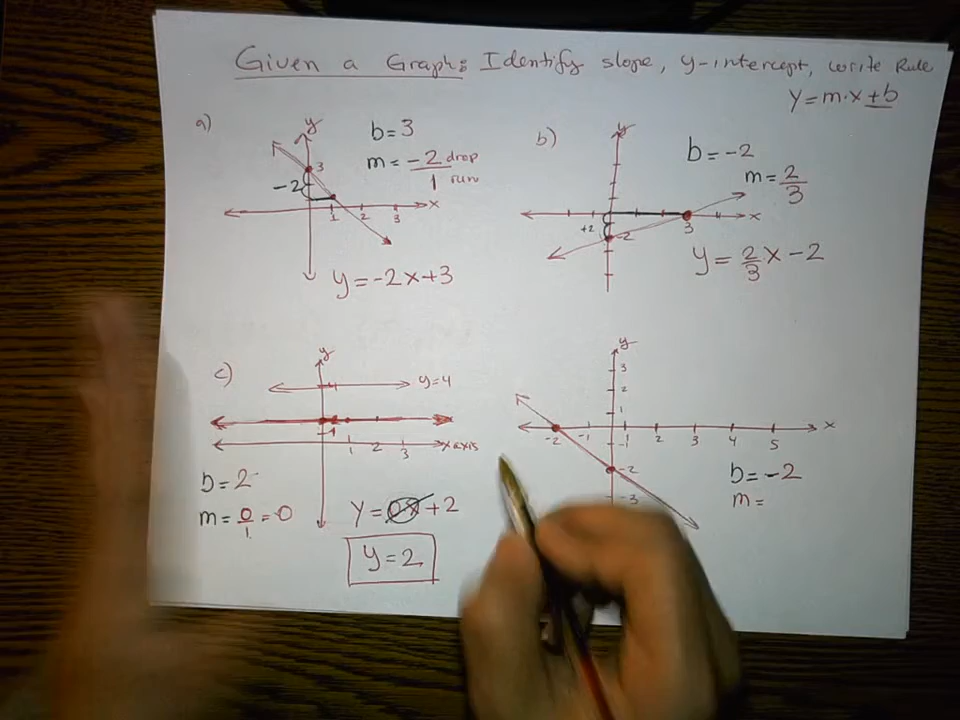 Given a Graph: Identify slope, y-intercept, write Rule
y=m·x+b
a)
y
3
-2
1 2 3
x
b=3
m= -2 drop
1 run
y=-2x+3
b)
y
+2
-2
3
x
b=-2
m= 2
3
y= 2/3 x -2
c)
y
4
y=4
1
1 2 3
x axis
b=2
m= 0/1 =0
y=0x+2
y=2
y
3
2
1
-2 -1 1 2 3 4 5
x
-1
-2
-3
b=-2
m=